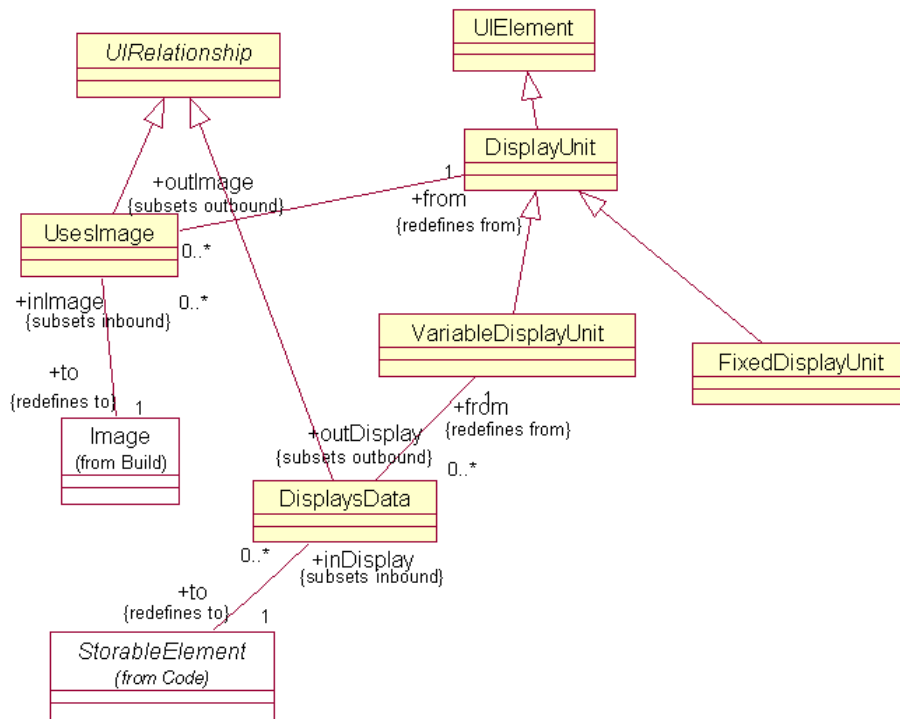 UIElement
UIRelationship
DisplayUnit
1
+outImage
{subsets outbound}
+from
{redefines from}
UsesImage
0..*
+inImage
0..*
{subsets inbound}
VariableDisplayUnit
FixedDisplayUnit
+to
{redefines to}
1
1
+from
{redefines from}
Image
(from Build)
+outDisplay
{subsets outbound}
0..*
DisplaysData
0..*
+inDisplay
{subsets inbound}
+to
{redefines to}
1
StorableElement
(from Code)